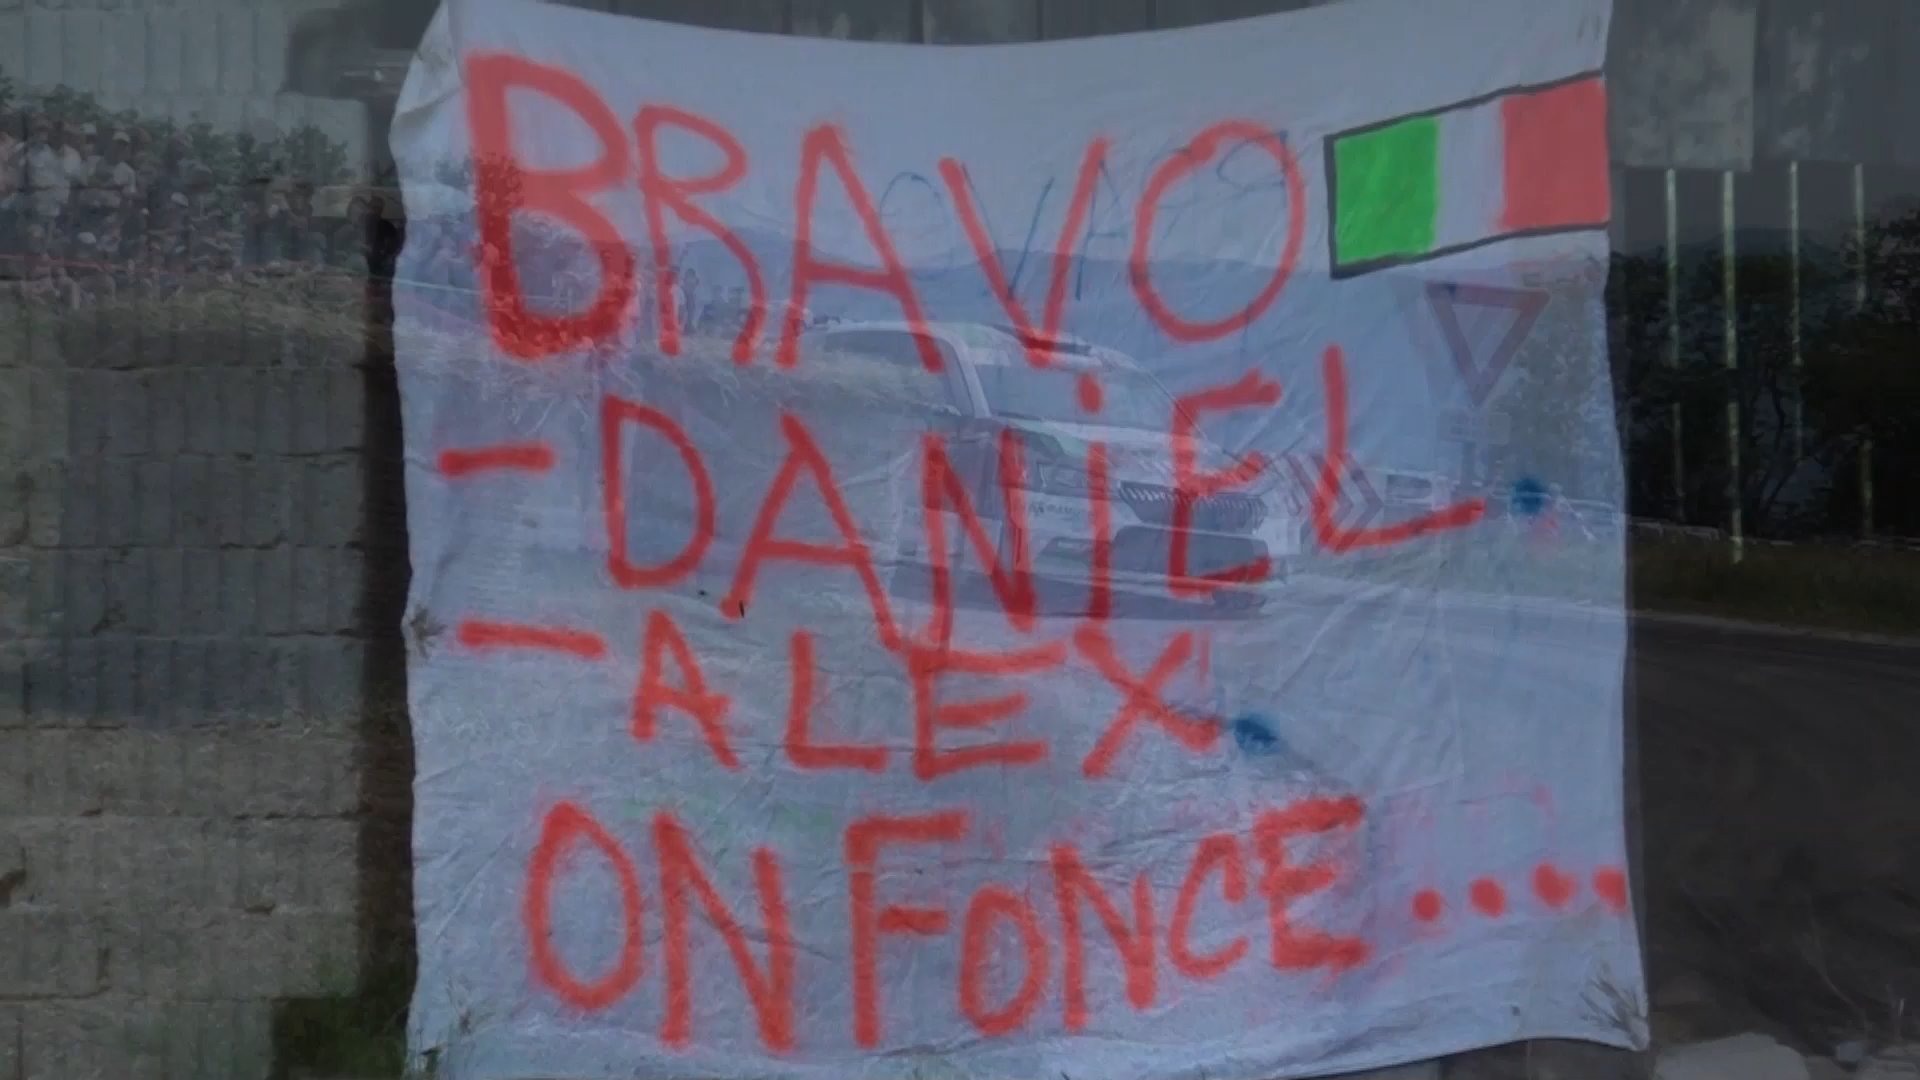 BRAVO
- DANIEL.
- ALEX.
ON FONCE....